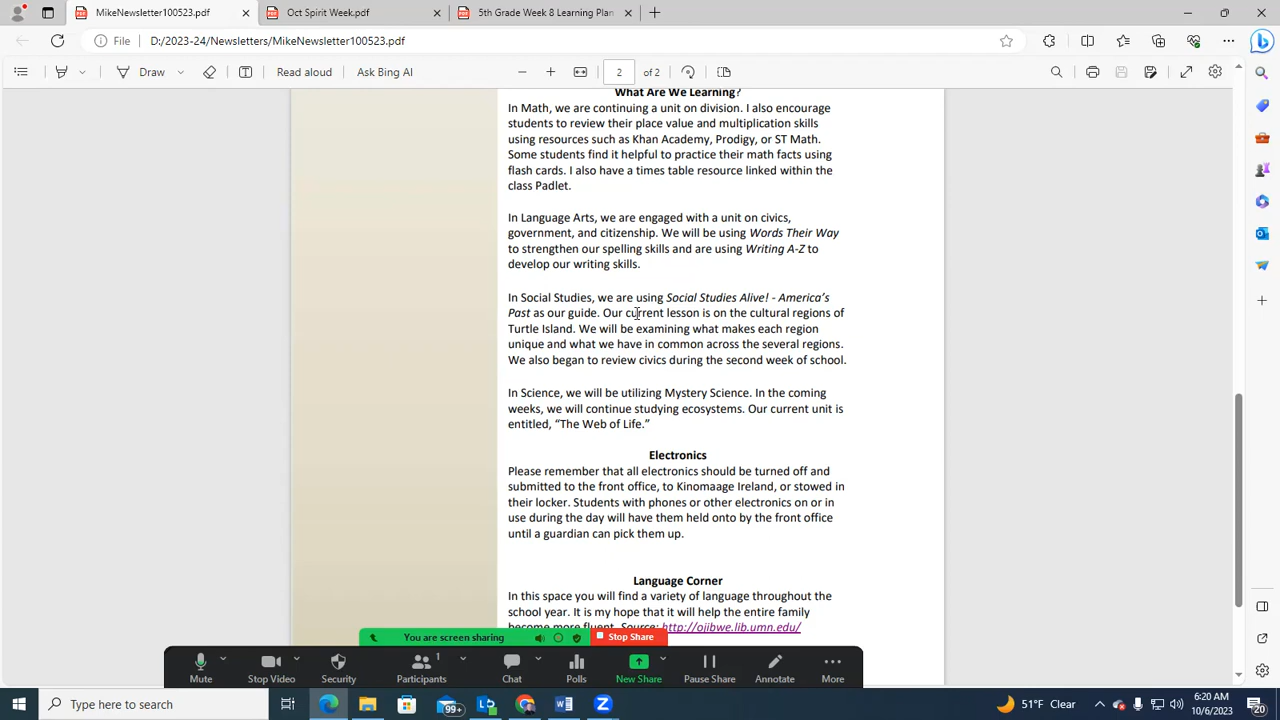 MikeNewsletter100523.pdf
Oct Spirit Week.pdf
5th Grade Week 8 Learning Plan
File
D:/2023-24/Newsletters/MikeNewsletter100523.pdf
Draw
Read aloud
Ask Bing AI
2
of 2
What Are We Learning?
In Math, we are continuing a unit on division. I also encourage
students to review their place value and multiplication skills
using resources such as Khan Academy, Prodigy, or ST Math.
Some students find it helpful to practice their math facts using
flash cards. I also have a times table resource linked within the
class Padlet.
In Language Arts, we are engaged with a unit on civics,
government, and citizenship. We will be using Words Their Way
to strengthen our spelling skills and are using Writing A-Z to
develop our writing skills.
In Social Studies, we are using Social Studies Alive! - America's
Past as our guide. Our current lesson is on the cultural regions of
Turtle Island. We will be examining what makes each region
unique and what we have in common across the several regions.
We also began to review civics during the second week of school.
In Science, we will be utilizing Mystery Science. In the coming
weeks, we will continue studying ecosystems. Our current unit is
entitled, “The Web of Life.”
Electronics
Please remember that all electronics should be turned off and
submitted to the front office, to Kinomaage Ireland, or stowed in
their locker. Students with phones or other electronics on or in
use during the day will have them held onto by the front office
until a guardian can pick them up.
Language Corner
In this space you will find a variety of language throughout the
school year. It is my hope that it will help the entire family
become more fluent. Source: http://ojibwe.lib.umn.edu/
You are screen sharing
Stop Share
Mute
Stop Video
Security
1
Participants
Chat
Polls
New Share
Pause Share
Annotate
More
Type here to search
99+
51°F Clear
6:20 AM
10/6/2023
20